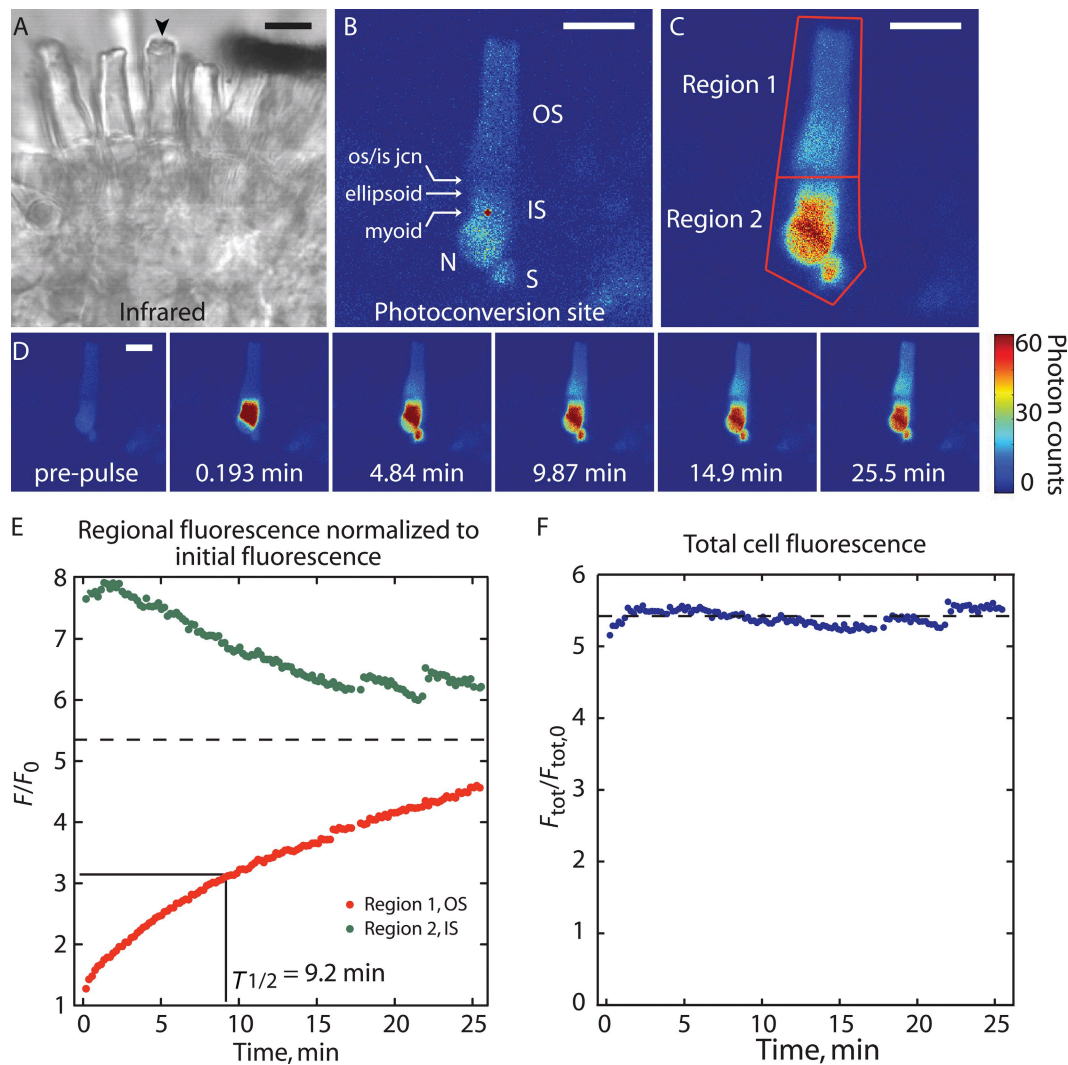 A
Infrared
B
OS
os/is jcn
ellipsoid
IS
myoid
N
S
Photoconversion site
C
Region 1
Region 2
D
pre-pulse
0.193 min
4.84 min
9.87 min
14.9 min
25.5 min
60
30
0
Photon counts
E
Regional fluorescence normalized to
initial fluorescence
8
7
6
5
4
3
2
1
F/F0
0
5
10
15
20
25
Time, min
Region 1, OS
Region 2, IS
T1/2 = 9.2 min
F
Total cell fluorescence
6
5
4
3
2
1
0
Ftot/Ftot,0
0
5
10
15
20
25
Time, min